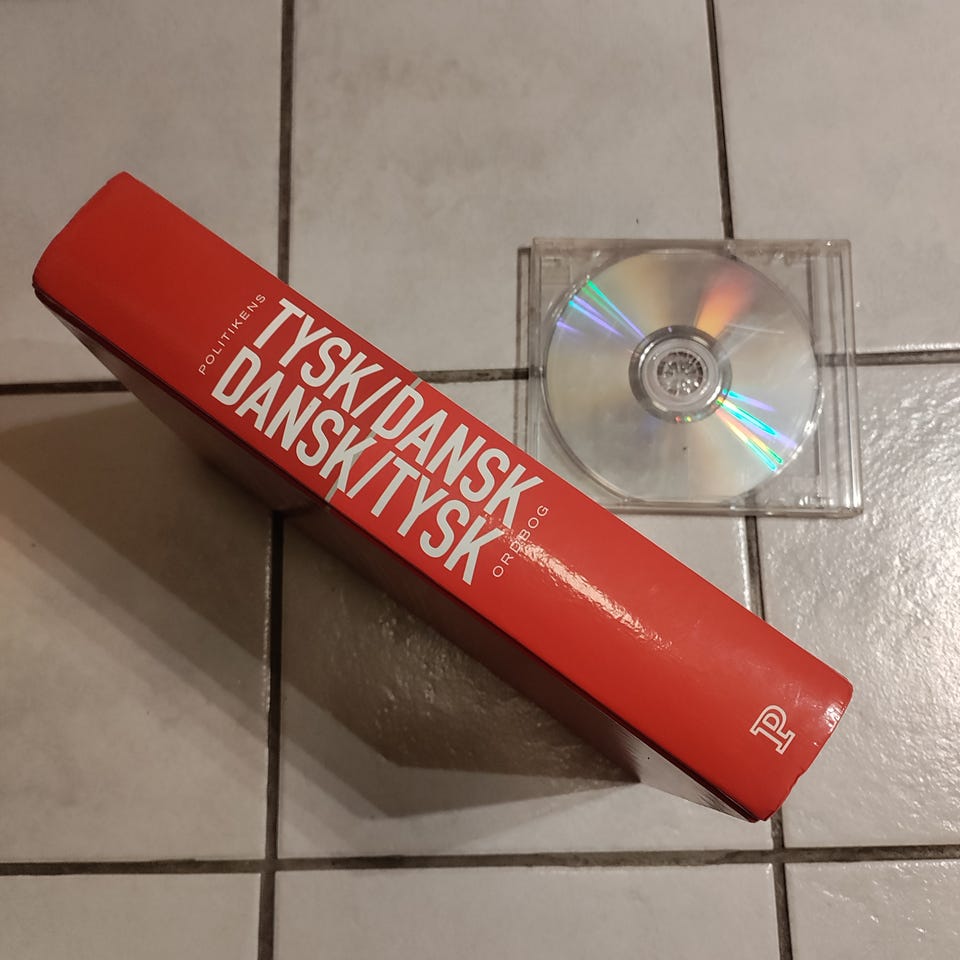 POLITIKENS
TYSK/DANSK
DANSK/TYSK
ORDBOG
P